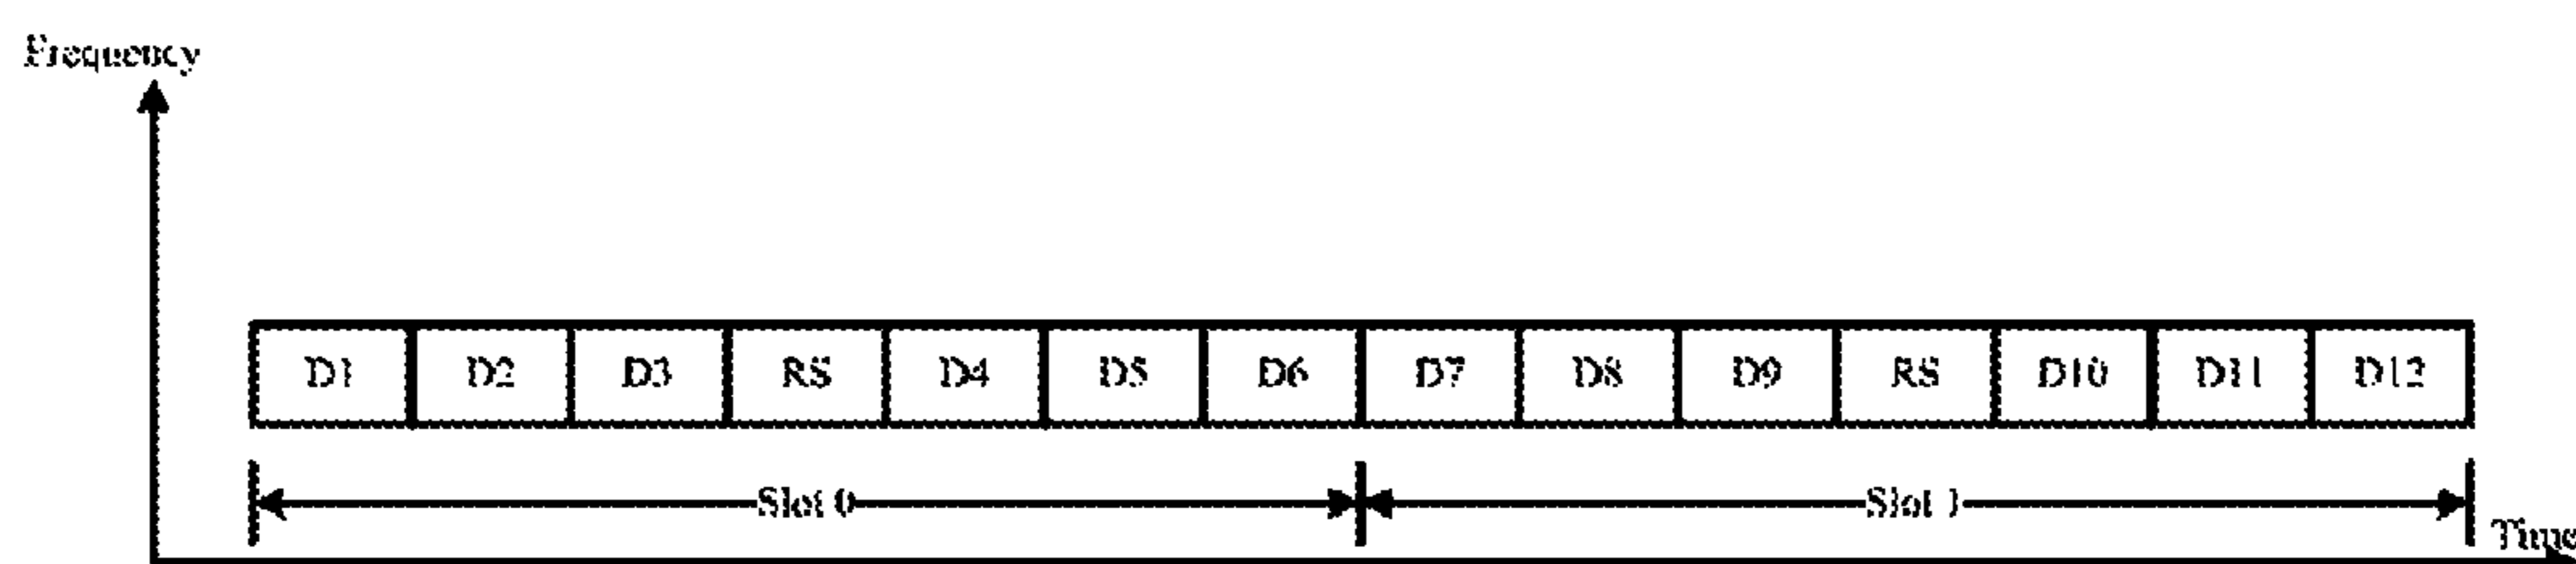 Frequency
D1 D2 D3 RS D4 D5 D6 D7 D8 D9 RS D10 D11 D12
Slot 0 Slot 1
Time